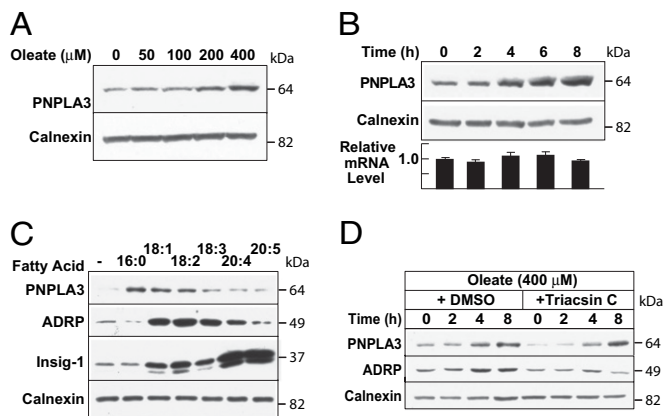 A
Oleate (μM) 0 50 100 200 400 kDa
PNPLA3 64
Calnexin 82
B
Time (h) 0 2 4 6 8 kDa
PNPLA3 64
Calnexin 82
Relative
mRNA 1.0
Level
C
18:1 18:3 20:5
Fatty Acid - 16:0 18:2 20:4 kDa
PNPLA3 64
ADRP 49
Insig-1 37
Calnexin 82
D
Oleate (400 μM)
+ DMSO +Triacsin C kDa
Time (h) 0 2 4 8 0 2 4 8
PNPLA3 64
ADRP 49
Calnexin 82